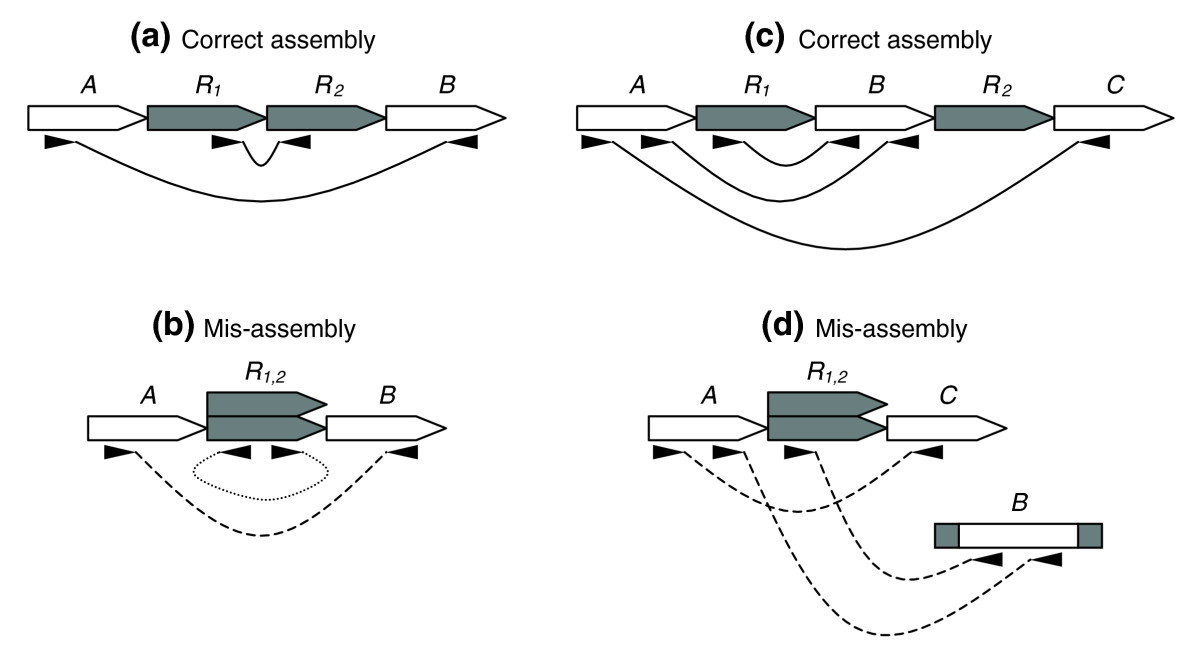 (a) Correct assembly
A R1 R2 B
(c) Correct assembly
A R1 B R2 C
(b) Mis-assembly
R1,2
A B
(d) Mis-assembly
R1,2
A C
B